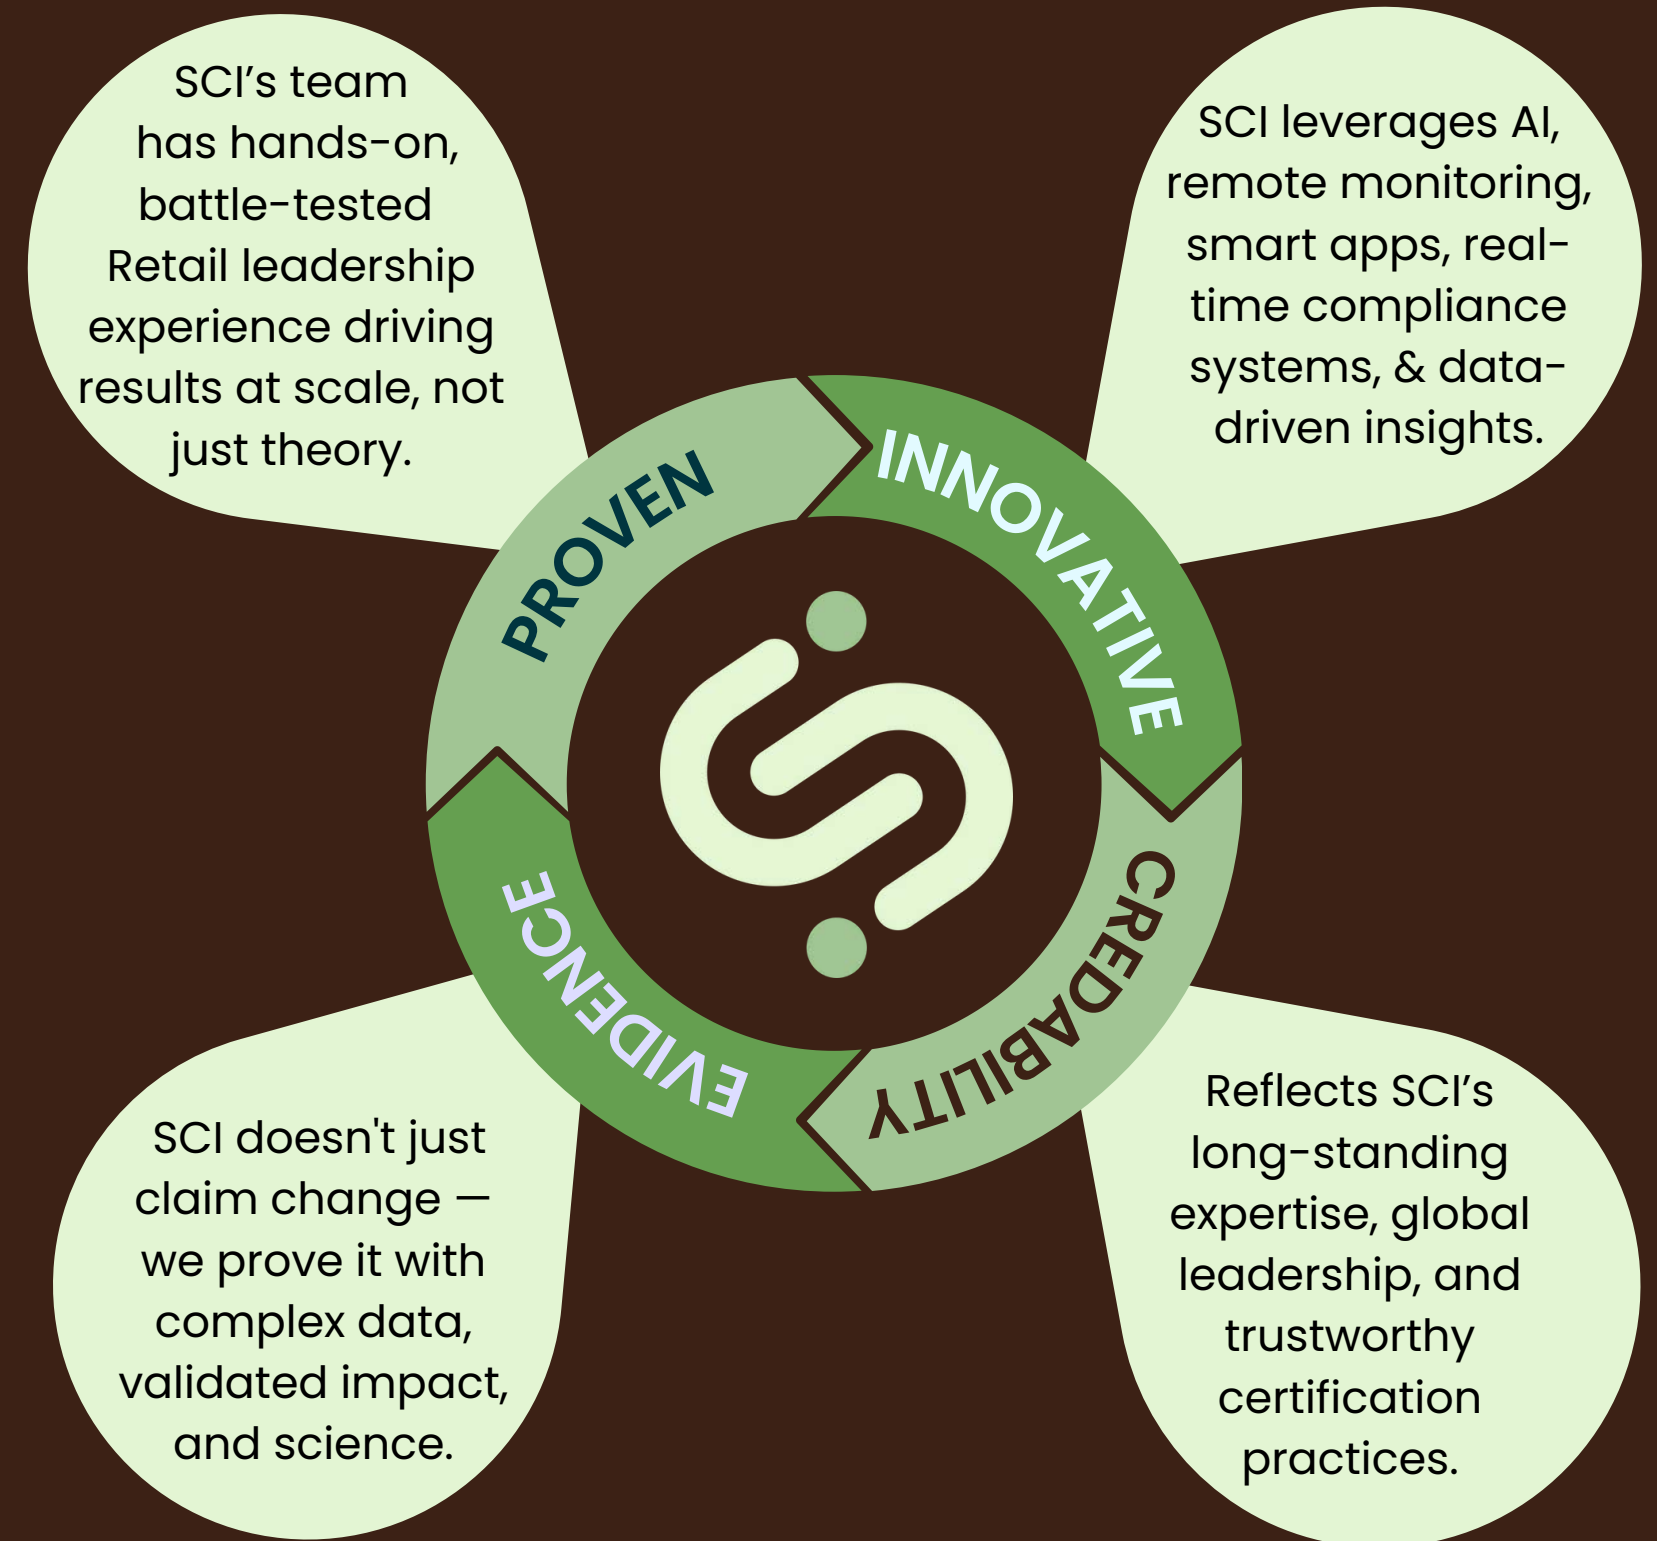 SCI’s team
has hands-on,
battle-tested
Retail leadership
experience driving
results at scale, not
just theory.
SCI leverages AI,
remote monitoring,
smart apps, real-
time compliance
systems, & data-
driven insights.
PROVEN
INNOVATIVE
CREDABILITY
EVIDENCE
SCI doesn't just
claim change —
we prove it with
complex data,
validated impact,
and science.
Reflects SCI’s
long-standing
expertise, global
leadership, and
trustworthy
certification
practices.